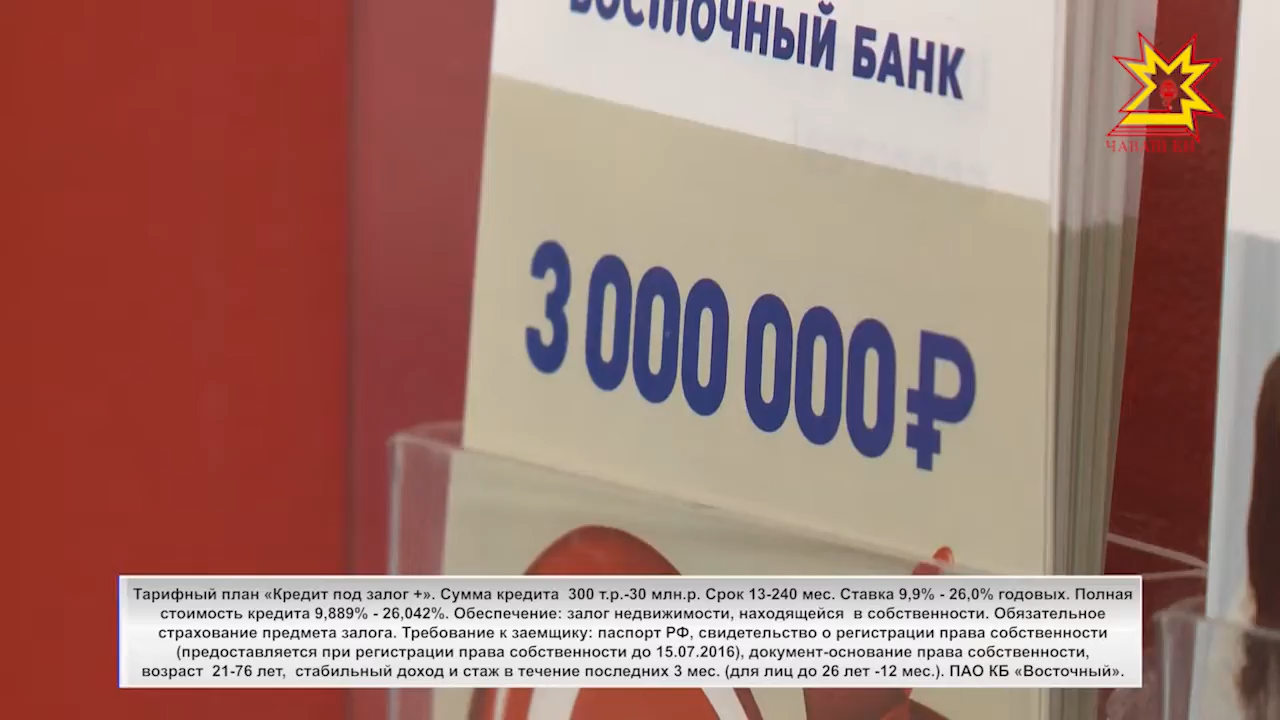 ВОСТОЧНЫЙ БАНК
3 000 000 ₽
ЧӐВАШ ЕН
Тарифный план «Кредит под залог +». Сумма кредита 300 т.р.-30 млн.р. Срок 13-240 мес. Ставка 9,9% - 26,0% годовых. Полная
стоимость кредита 9,889% - 26,042%. Обеспечение: залог недвижимости, находящейся в собственности. Обязательное
страхование предмета залога. Требование к заемщику: паспорт РФ, свидетельство о регистрации права собственности
(предоставляется при регистрации права собственности до 15.07.2016), документ-основание права собственности,
возраст 21-76 лет, стабильный доход и стаж в течение последних 3 мес. (для лиц до 26 лет -12 мес.). ПАО КБ «Восточный».